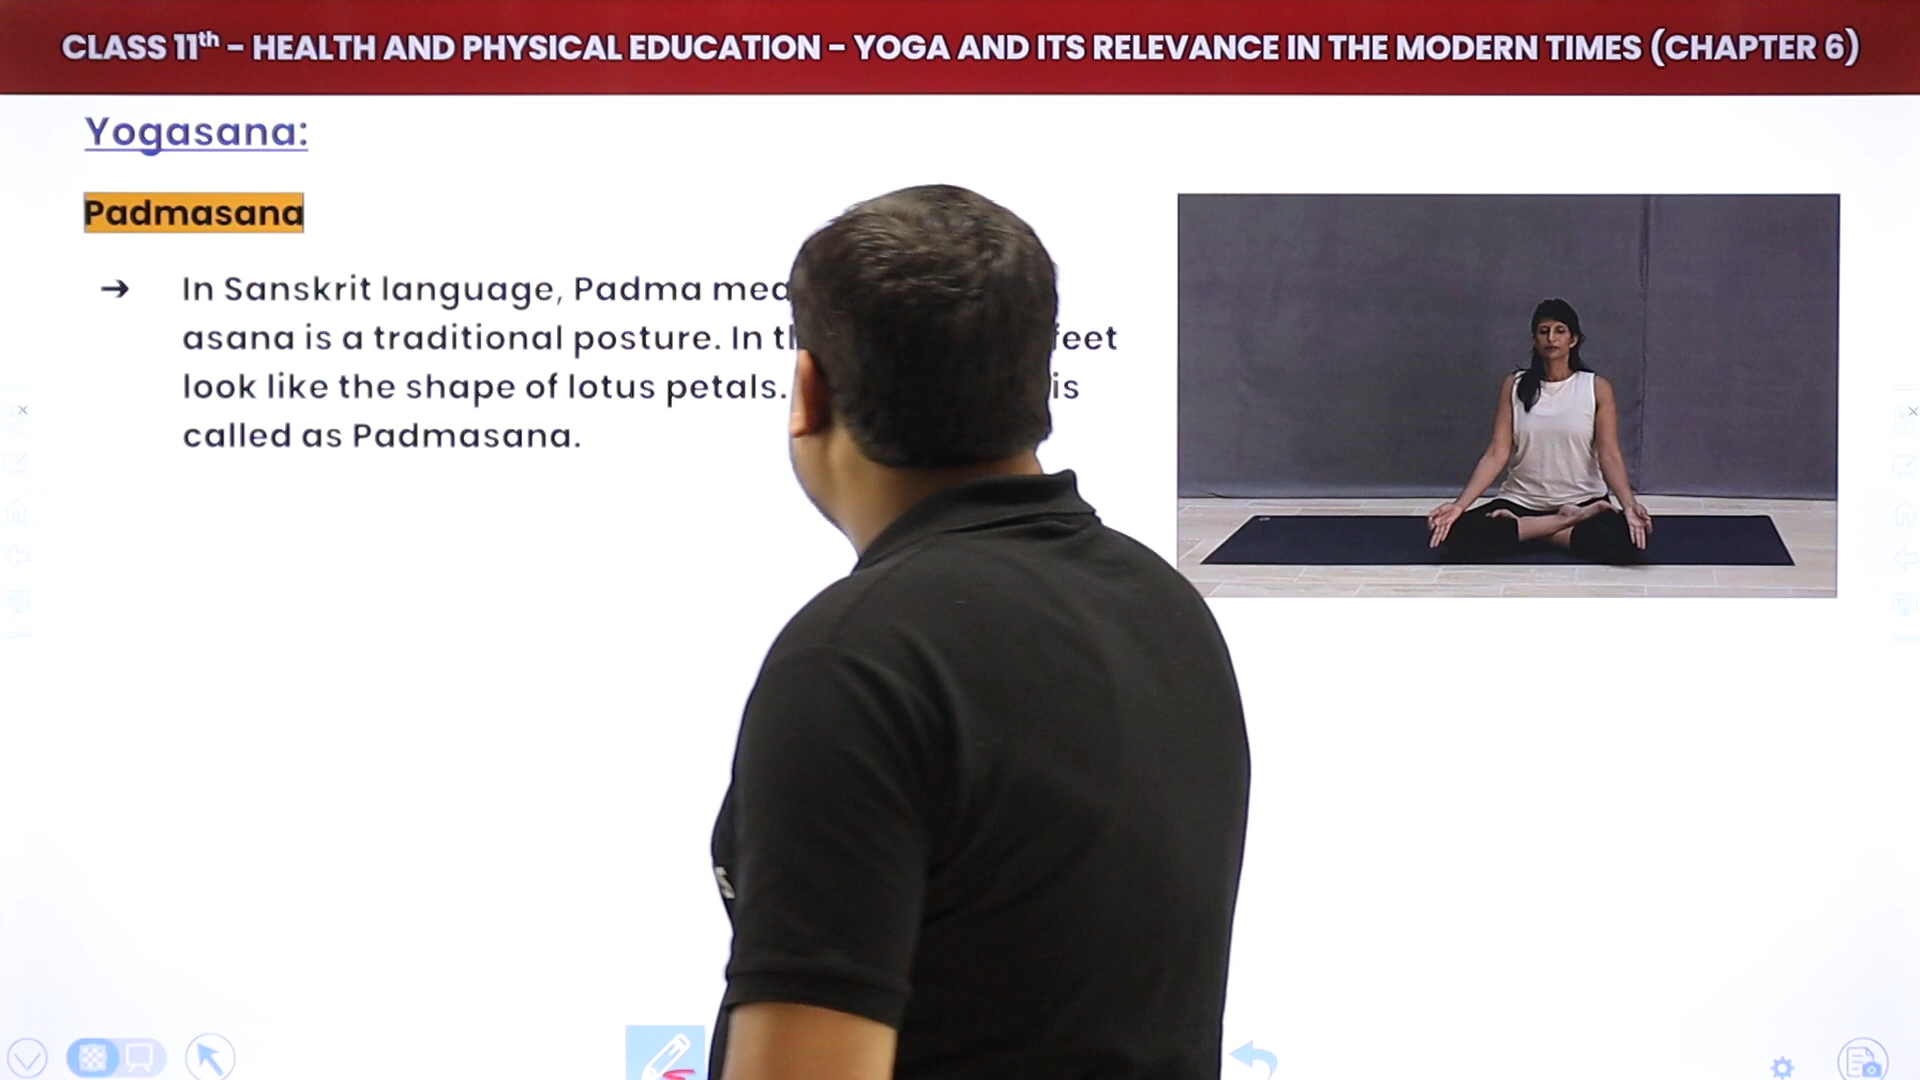 CLASS 11th - HEALTH AND PHYSICAL EDUCATION - YOGA AND ITS RELEVANCE IN THE MODERN TIMES (CHAPTER 6)
Yogasana:
Padmasana
➔ In Sanskrit language, Padma
asana is a traditional posture. In feet
look like the shape of lotus petals. is
called as Padmasana.